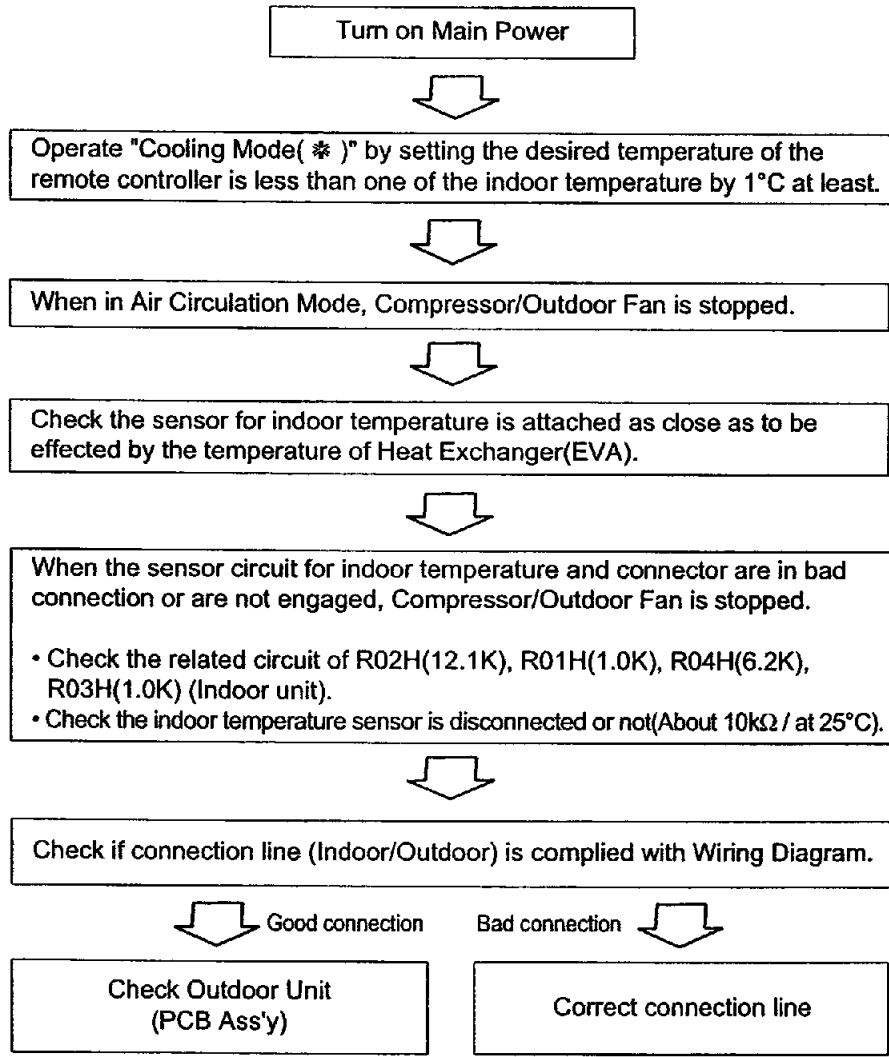 Turn on Main Power
Operate "Cooling Mode( ❄ )" by setting the desired temperature of the
remote controller is less than one of the indoor temperature by 1°C at least.
When in Air Circulation Mode, Compressor/Outdoor Fan is stopped.
Check the sensor for indoor temperature is attached as close as to be
effected by the temperature of Heat Exchanger(EVA).
When the sensor circuit for indoor temperature and connector are in bad
connection or are not engaged, Compressor/Outdoor Fan is stopped.
• Check the related circuit of R02H(12.1K), R01H(1.0K), R04H(6.2K),
R03H(1.0K) (Indoor unit).
• Check the indoor temperature sensor is disconnected or not(About 10kΩ / at 25°C).
Check if connection line (Indoor/Outdoor) is complied with Wiring Diagram.
Good connection
Bad connection
Check Outdoor Unit
(PCB Ass'y)
Correct connection line